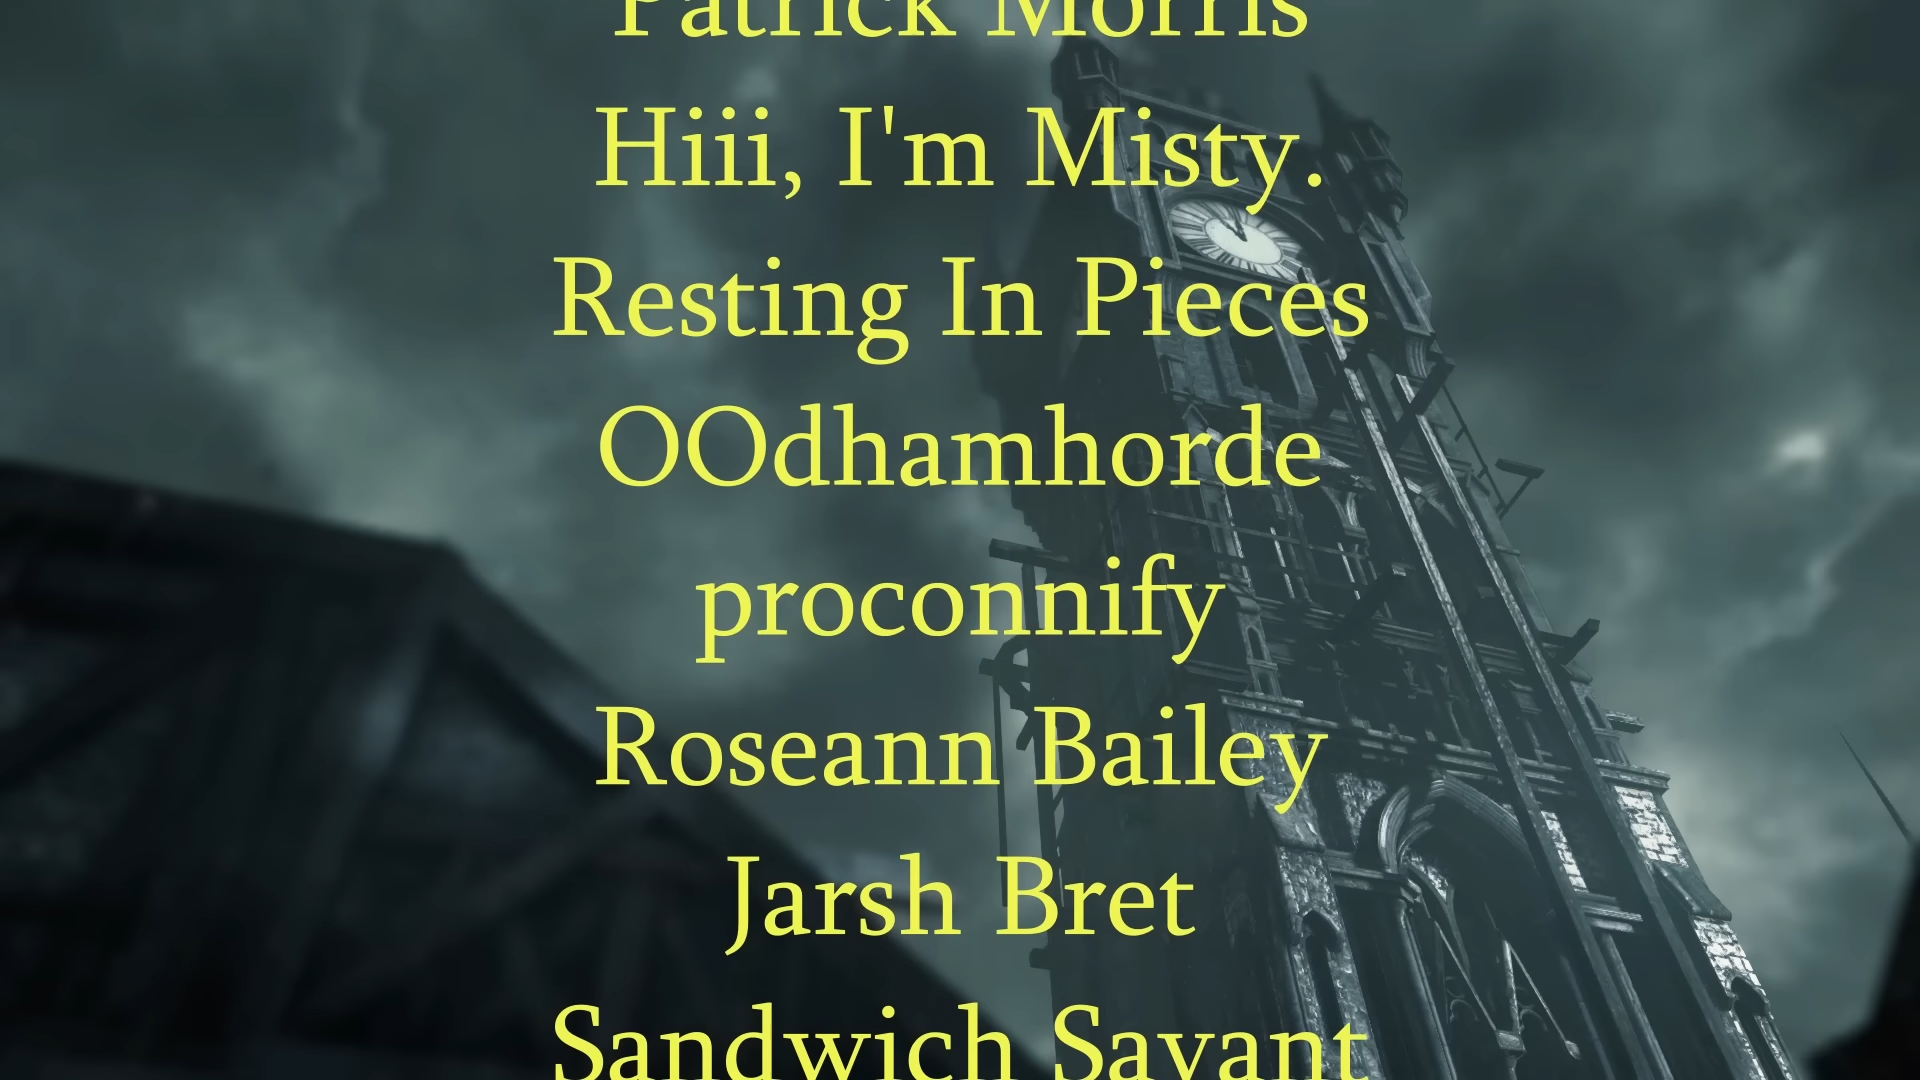 Patrick Morris
Hiii, I'm Misty.
Resting In Pieces
OOdhamhorde
proconnify
Roseann Bailey
Jarsh Bret
Sandwich Savant